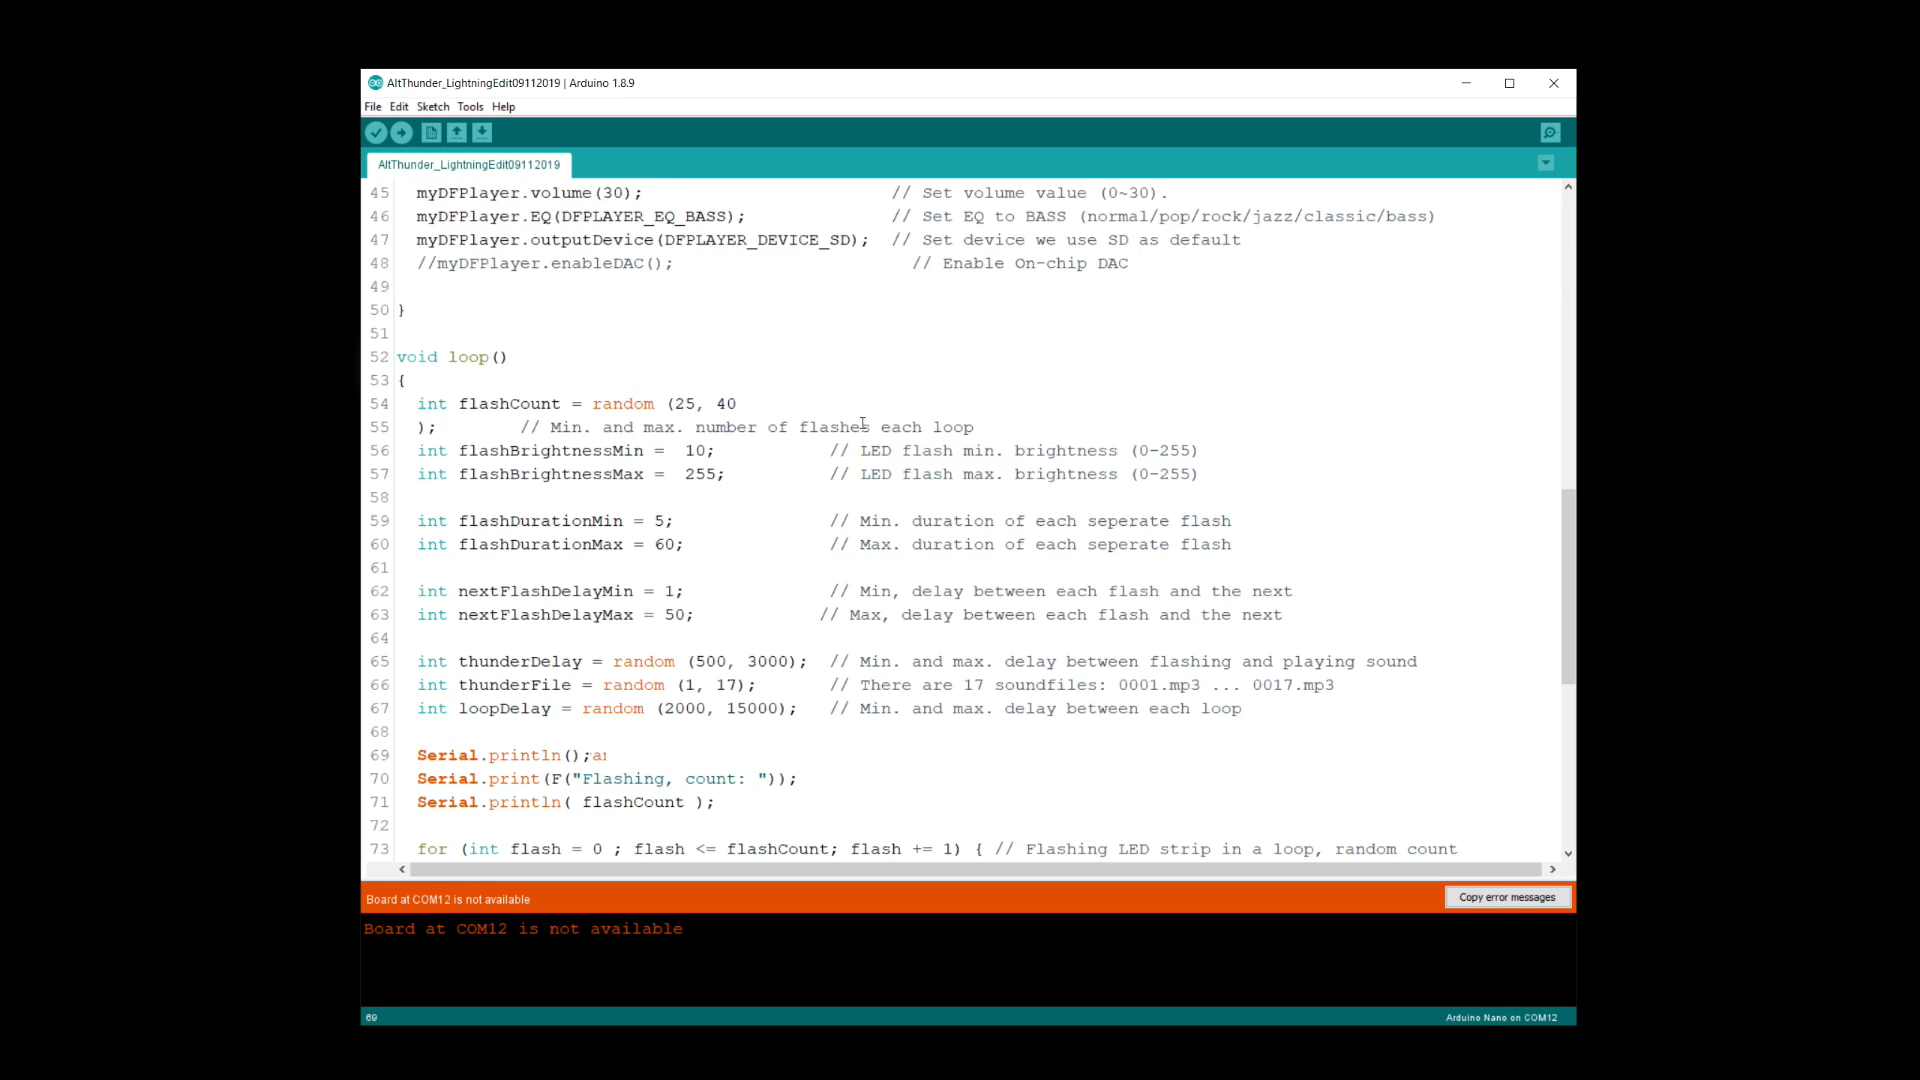 AltThunder_LightningEdit09112019 | Arduino 1.8.9
File Edit Sketch Tools Help
AltThunder_LightningEdit09112019
45 myDFPlayer.volume(30); // Set volume value (0~30).
46 myDFPlayer.EQ(DFPLAYER_EQ_BASS); // Set EQ to BASS (normal/pop/rock/jazz/classic/bass)
47 myDFPlayer.outputDevice(DFPLAYER_DEVICE_SD); // Set device we use SD as default
48 //myDFPlayer.enableDAC(); // Enable On-chip DAC
49
50 }
51
52 void loop()
53 {
54 int flashCount = random (25, 40
55 ); // Min. and max. number of flashes each loop
56 int flashBrightnessMin = 10; // LED flash min. brightness (0-255)
57 int flashBrightnessMax = 255; // LED flash max. brightness (0-255)
58
59 int flashDurationMin = 5; // Min. duration of each seperate flash
60 int flashDurationMax = 60; // Max. duration of each seperate flash
61
62 int nextFlashDelayMin = 1; // Min, delay between each flash and the next
63 int nextFlashDelayMax = 50; // Max, delay between each flash and the next
64
65 int thunderDelay = random (500, 3000); // Min. and max. delay between flashing and playing sound
66 int thunderFile = random (1, 17); // There are 17 soundfiles: 0001.mp3 ... 0017.mp3
67 int loopDelay = random (2000, 15000); // Min. and max. delay between each loop
68
69 Serial.println();
70 Serial.print(F("Flashing, count: "));
71 Serial.println( flashCount );
72
73 for (int flash = 0 ; flash <= flashCount; flash += 1) { // Flashing LED strip in a loop, random count
Board at COM12 is not available
Copy error messages
Board at COM12 is not available
69
Arduino Nano on COM12